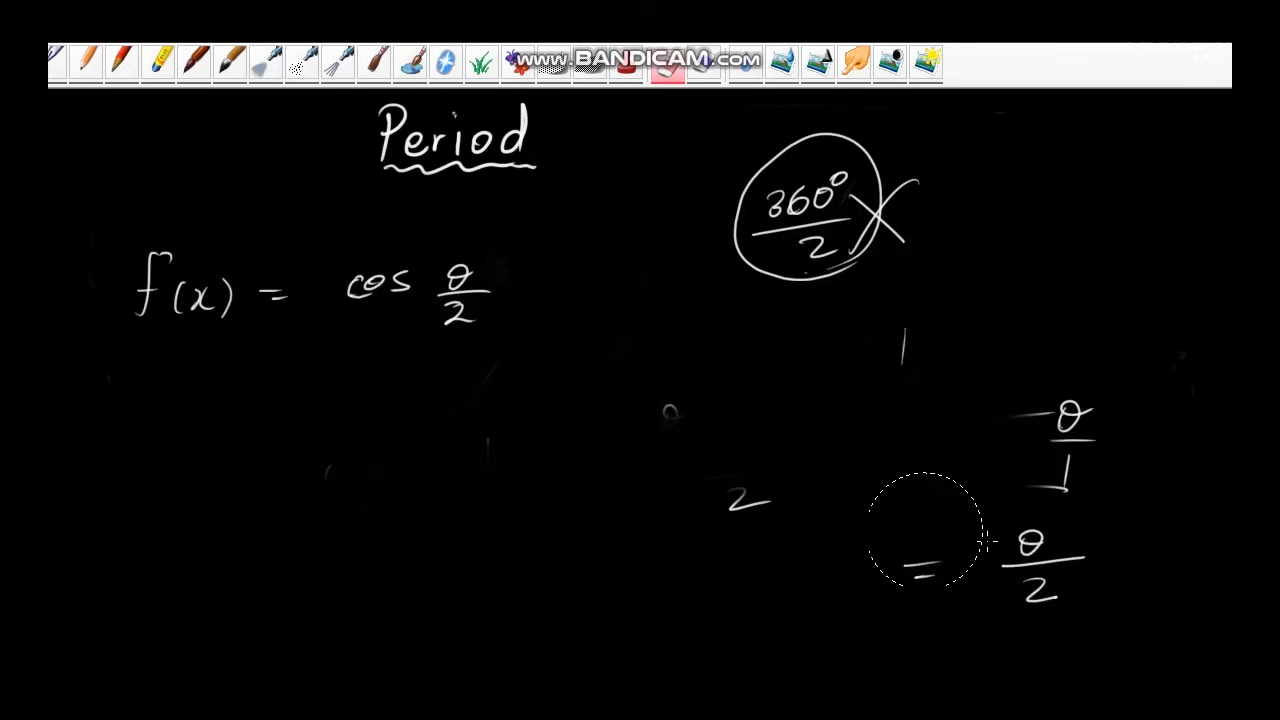 www.BANDICAM.com
Period
360°
2
f(x) = cos θ/2
θ
1
2
= θ/2